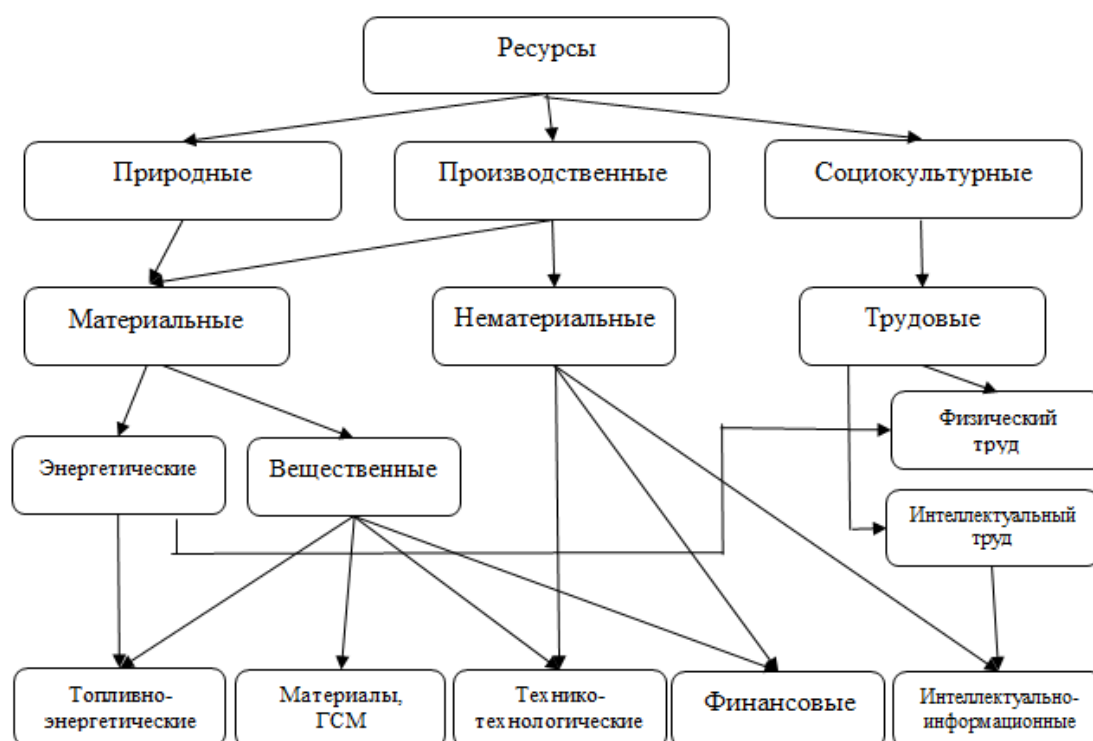 Ресурсы
Природные
Производственные
Социокультурные
Материальные
Нематериальные
Трудовые
Физический
труд
Энергетические
Вещественные
Интеллектуальный
труд
Топливно-
энергетические
Материалы,
ГСМ
Технико-
технологические
Финансовые
Интеллектуально-
информационные